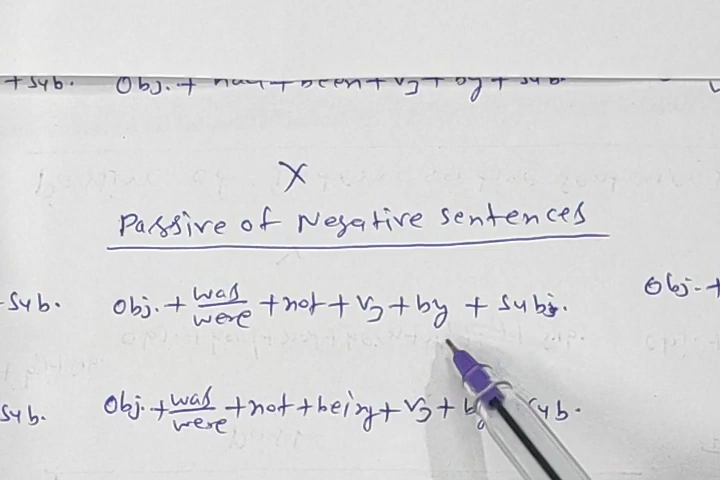 + Sub. Obj. + had + been + V3 + by + sub.
X
Passive of Negative Sentences
Sub. Obj. + was/were + not + V3 + by + Subj. Obj. +
Sub. Obj. + was/were + not + being + V3 + by + Sub.